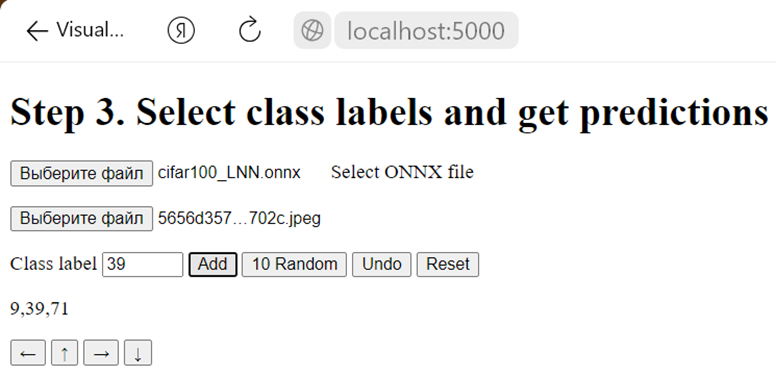 ← Visual... Я localhost:5000
Step 3. Select class labels and get predictions
Выберите файл cifar100_LNN.onnx Select ONNX file
Выберите файл 5656d357...702c.jpeg
Class label 39 Add 10 Random Undo Reset
9,39,71
← ↑ → ↓